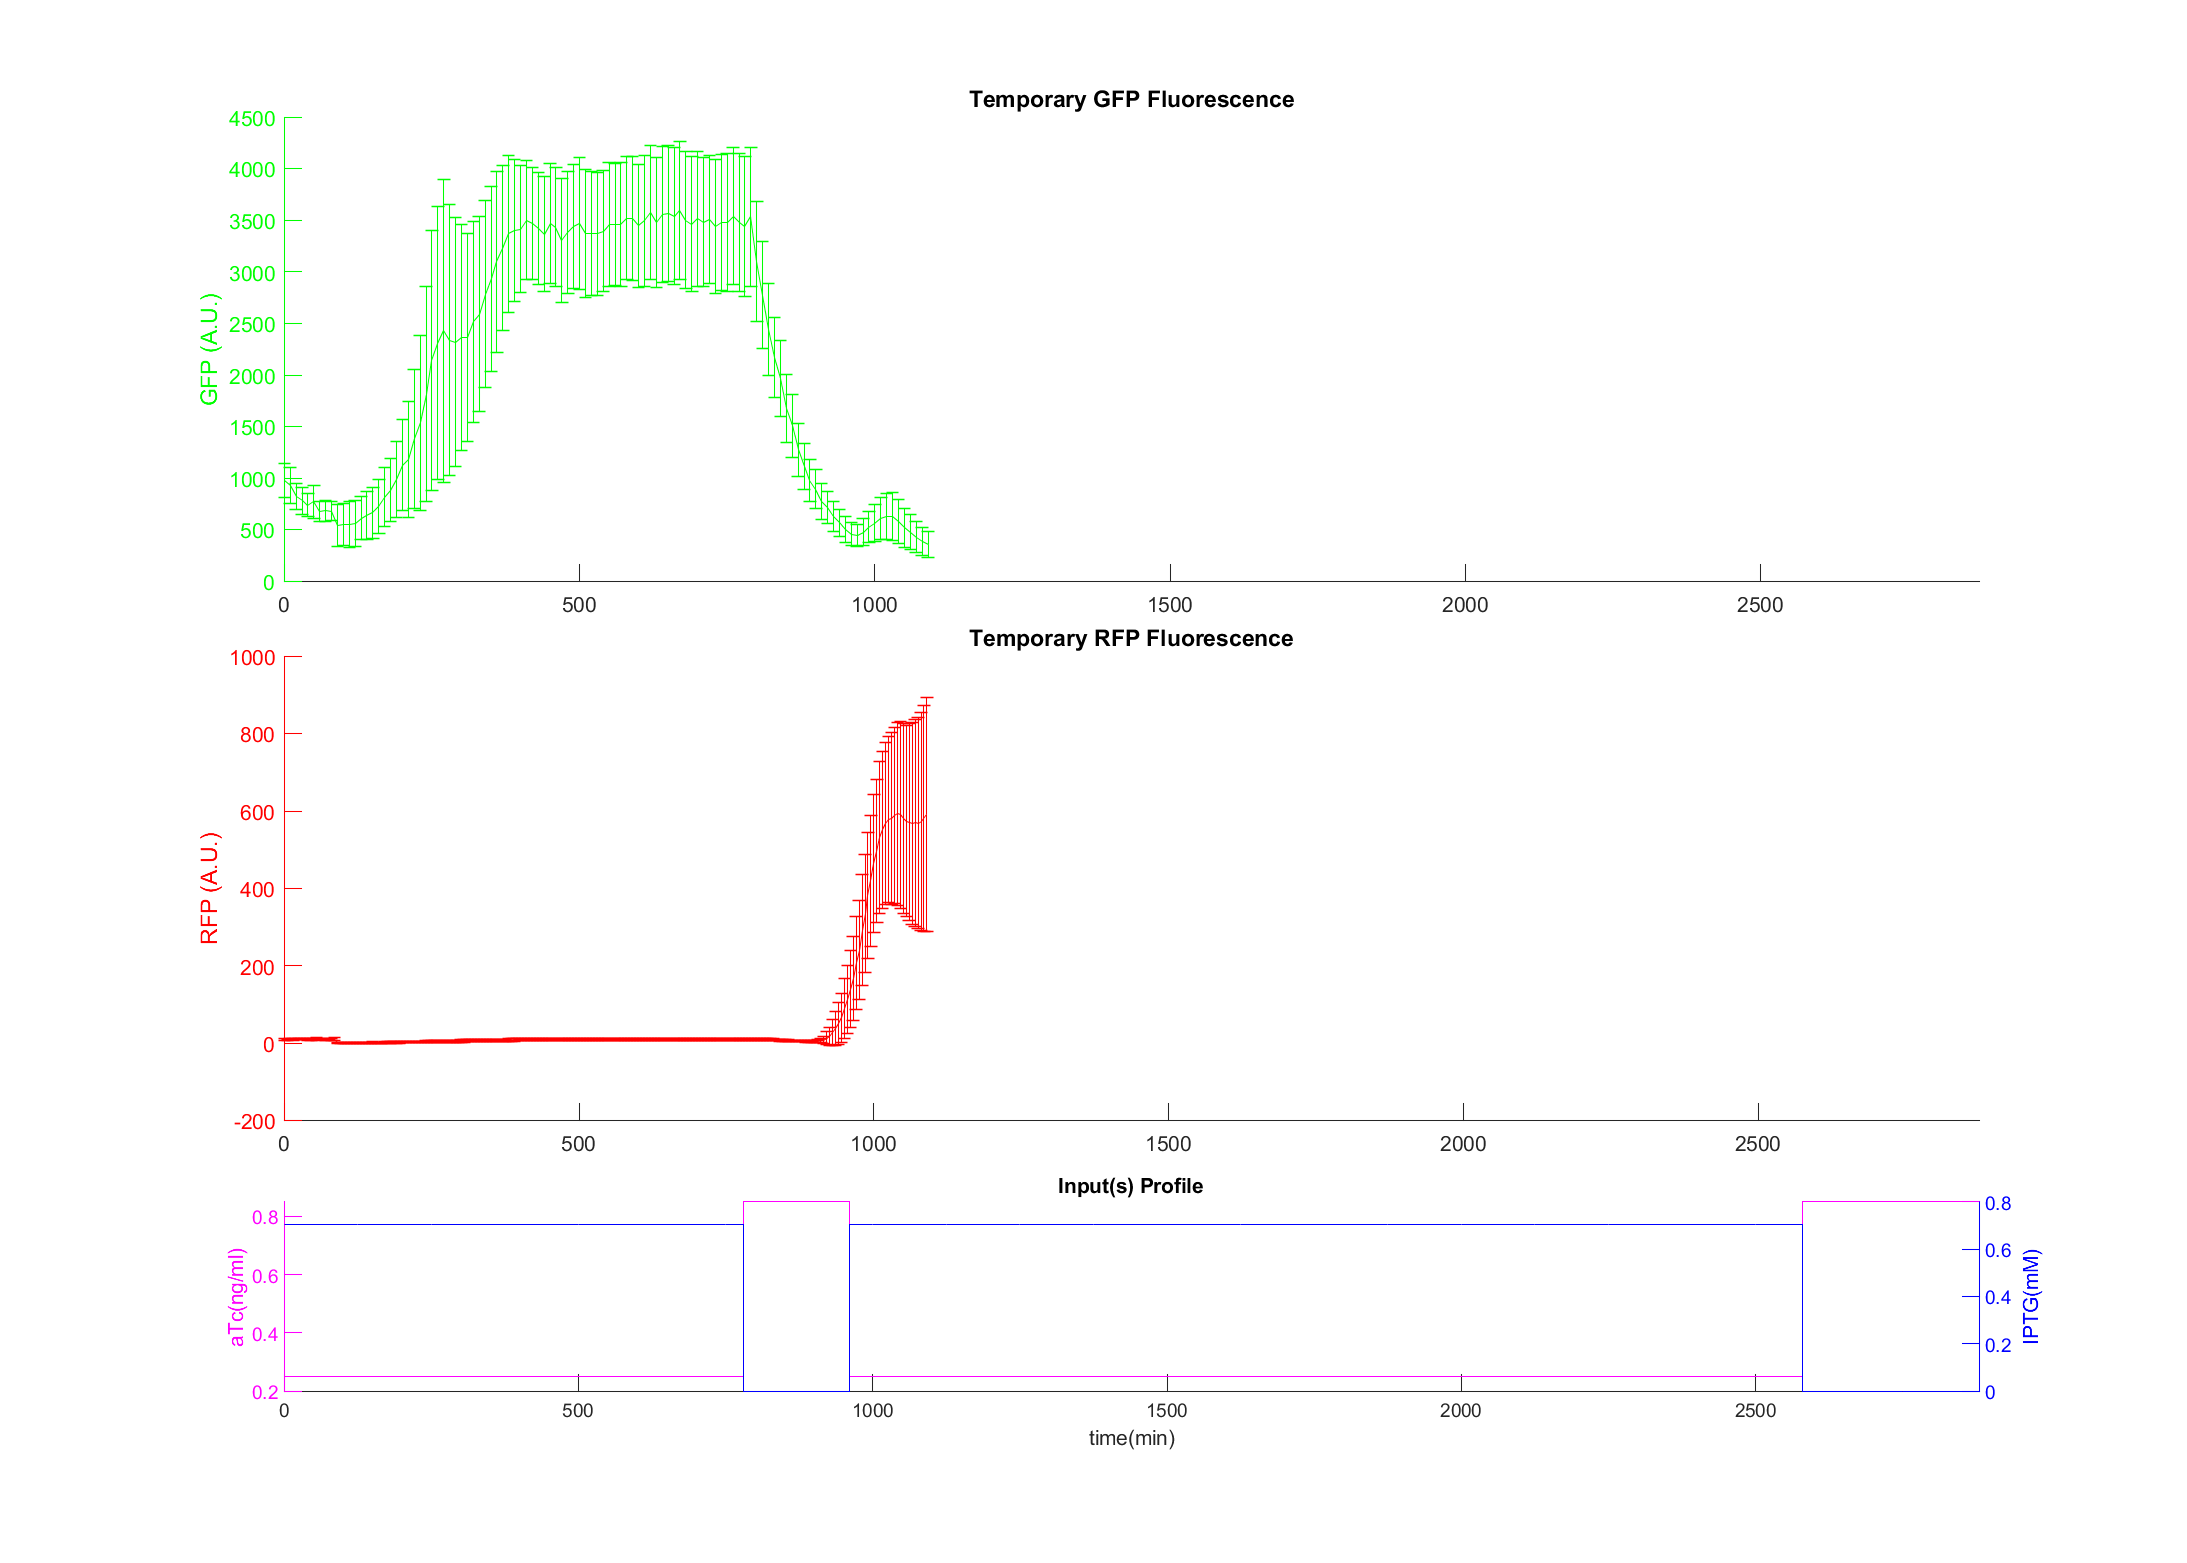 Temporary GFP Fluorescence
4500
4000
3500
3000
2500
2000
1500
1000
500
0
GFP (A.U.)
0 500 1000 1500 2000 2500
Temporary RFP Fluorescence
1000
800
600
400
200
0
-200
RFP (A.U.)
0 500 1000 1500 2000 2500
Input(s) Profile
0.8
0.6
0.4
0.2
aTc(ng/ml)
0.8
0.6
0.4
0.2
0
IPTG(mM)
0 500 1000 1500 2000 2500
time(min)